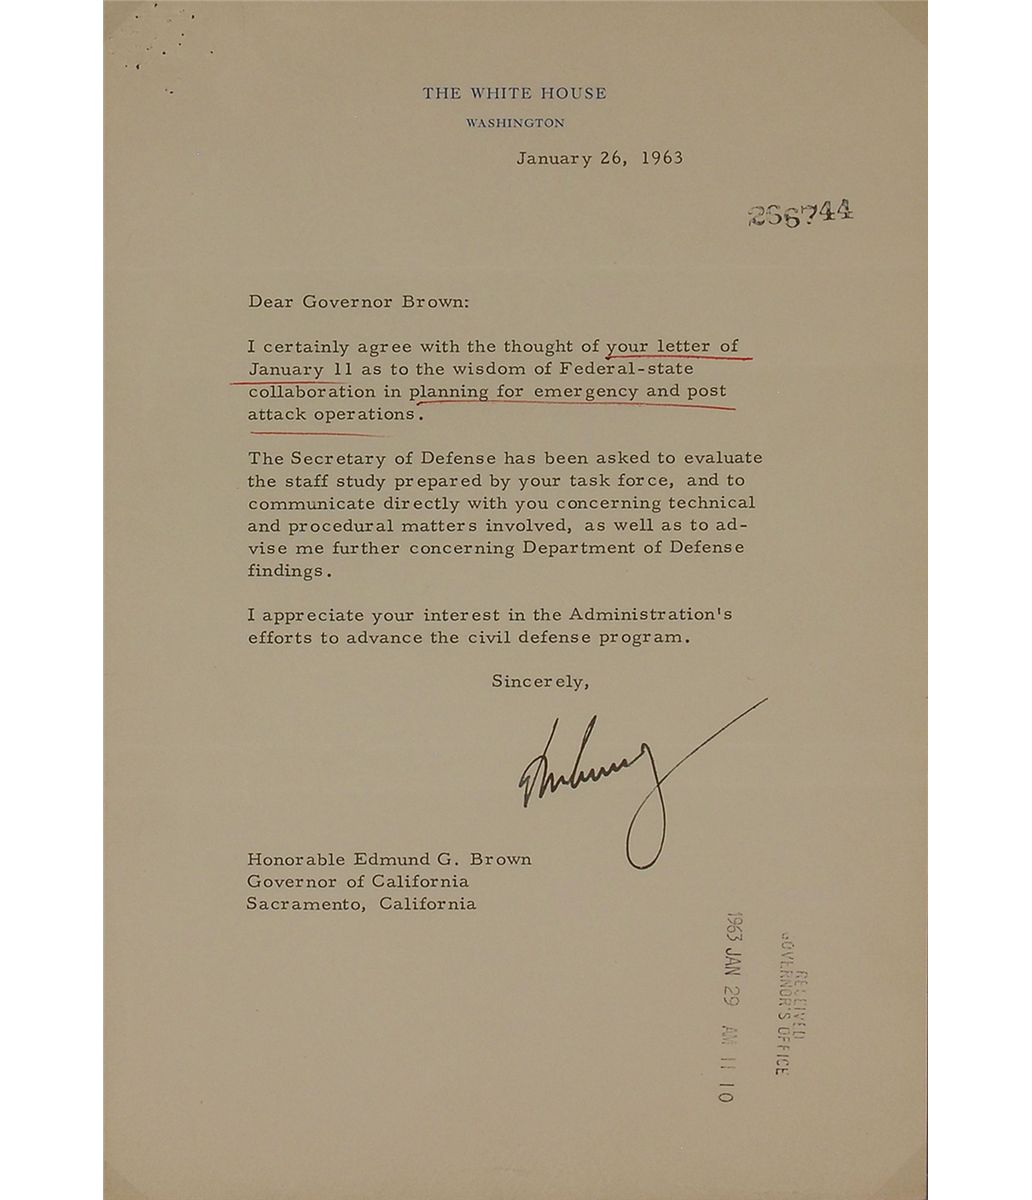 THE WHITE HOUSE
WASHINGTON
January 26, 1963
256744
Dear Governor Brown:
I certainly agree with the thought of your letter of
January 11 as to the wisdom of Federal-state
collaboration in planning for emergency and post
attack operations.
The Secretary of Defense has been asked to evaluate
the staff study prepared by your task force, and to
communicate directly with you concerning technical
and procedural matters involved, as well as to ad-
vise me further concerning Department of Defense
findings.
I appreciate your interest in the Administration's
efforts to advance the civil defense program.
Sincerely,
Honorable Edmund G. Brown
Governor of California
Sacramento, California
RECEIVED
GOVERNOR'S OFFICE
1963 JAN 29 AM 11 10